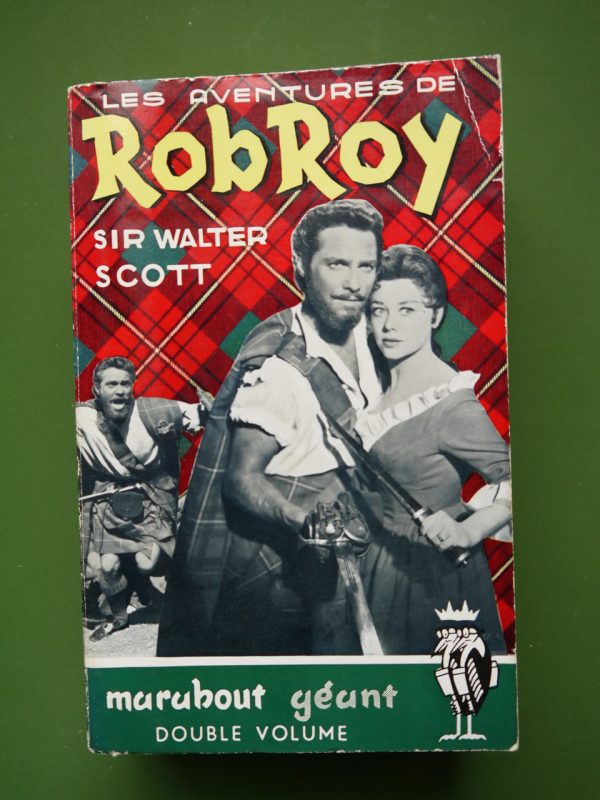 LES AVENTURES DE
ROBROY
SIR WALTER
SCOTT
marabout géant
DOUBLE VOLUME